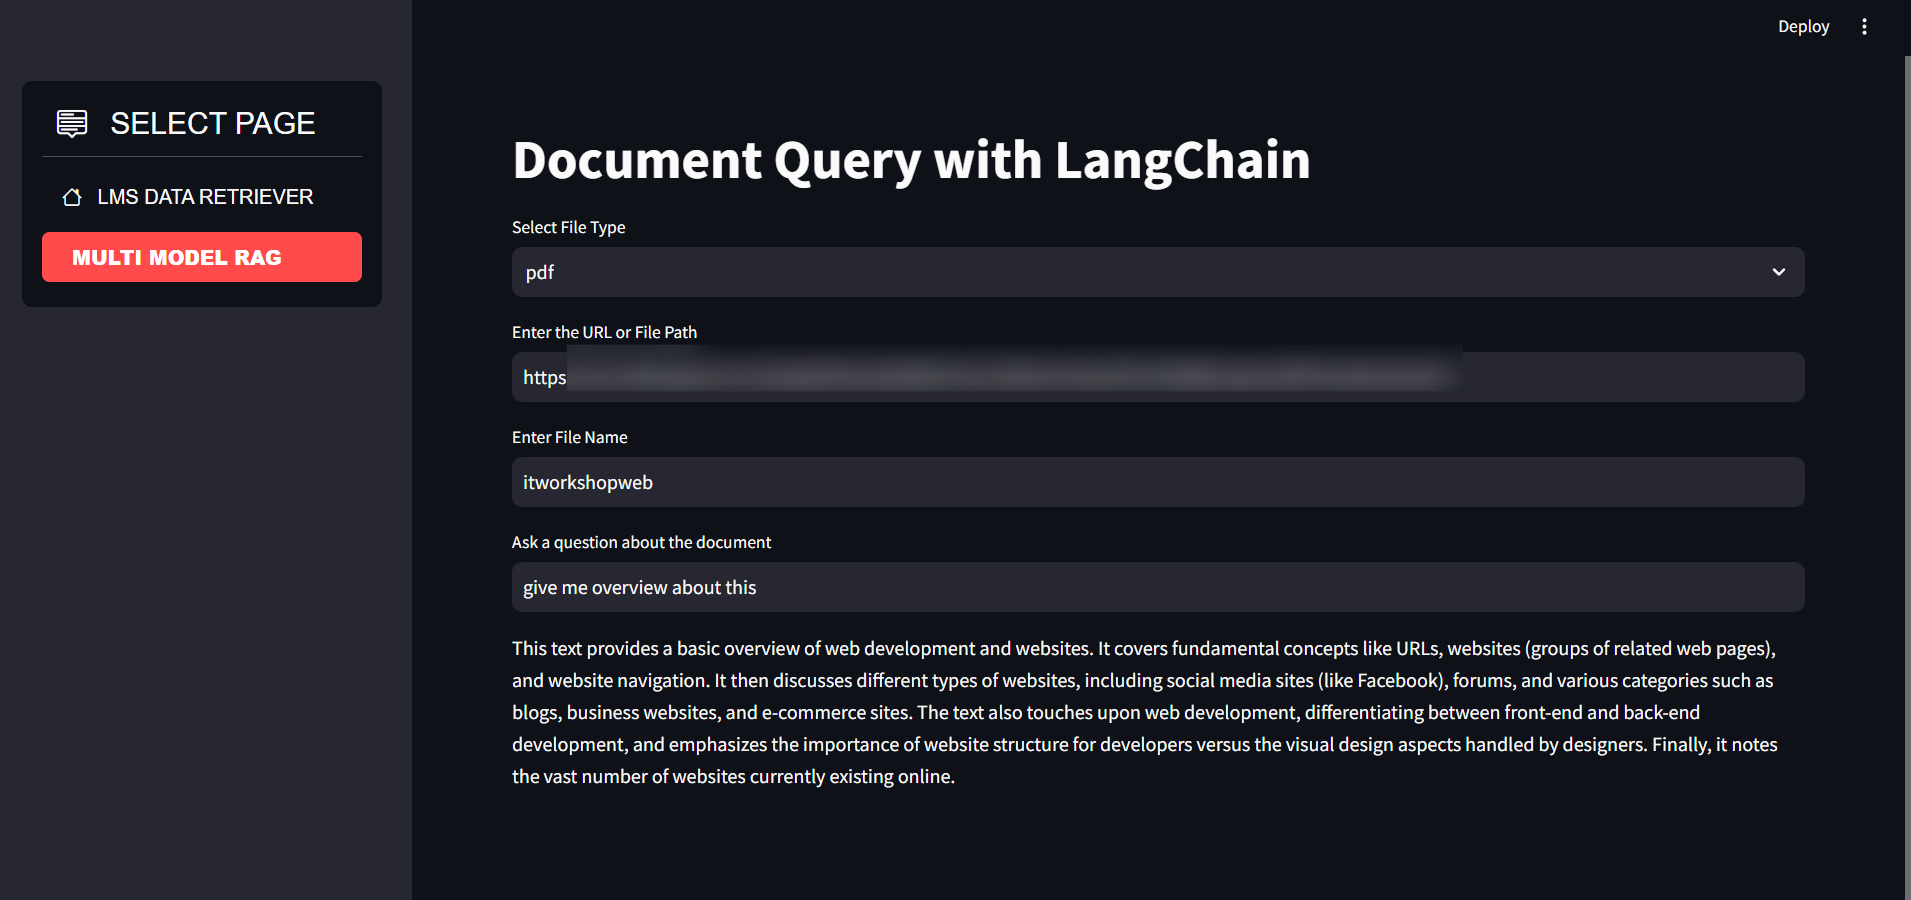 Deploy
SELECT PAGE
LMS DATA RETRIEVER
MULTI MODEL RAG
Document Query with LangChain
Select File Type
pdf
Enter the URL or File Path
https
Enter File Name
itworkshopweb
Ask a question about the document
give me overview about this
This text provides a basic overview of web development and websites. It covers fundamental concepts like URLs, websites (groups of related web pages),
and website navigation. It then discusses different types of websites, including social media sites (like Facebook), forums, and various categories such as
blogs, business websites, and e-commerce sites. The text also touches upon web development, differentiating between front-end and back-end
development, and emphasizes the importance of website structure for developers versus the visual design aspects handled by designers. Finally, it notes
the vast number of websites currently existing online.